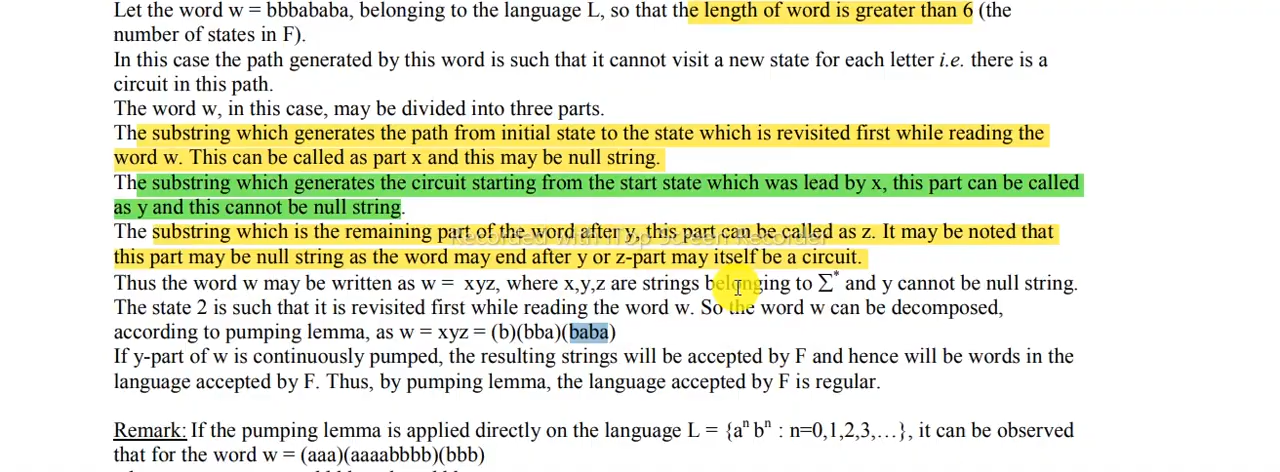 Let the word w = bbbababa, belonging to the language L, so that the length of word is greater than 6 (the
number of states in F).
In this case the path generated by this word is such that it cannot visit a new state for each letter i.e. there is a
circuit in this path.
The word w, in this case, may be divided into three parts.
The substring which generates the path from initial state to the state which is revisited first while reading the
word w. This can be called as part x and this may be null string.
The substring which generates the circuit starting from the start state which was lead by x, this part can be called
as y and this cannot be null string.
The substring which is the remaining part of the word after y, this part can be called as z. It may be noted that
Recorded with iTop Screen Recorder
this part may be null string as the word may end after y or z-part may itself be a circuit.
Thus the word w may be written as w = xyz, where x,y,z are strings belonging to Σ* and y cannot be null string.
The state 2 is such that it is revisited first while reading the word w. So the word w can be decomposed,
according to pumping lemma, as w = xyz = (b)(bba)(baba)
If y-part of w is continuously pumped, the resulting strings will be accepted by F and hence will be words in the
language accepted by F. Thus, by pumping lemma, the language accepted by F is regular.
Remark: If the pumping lemma is applied directly on the language L = {aⁿ bⁿ : n=0,1,2,3,…}, it can be observed
that for the word w = (aaa)(aaaabbbb)(bbb)